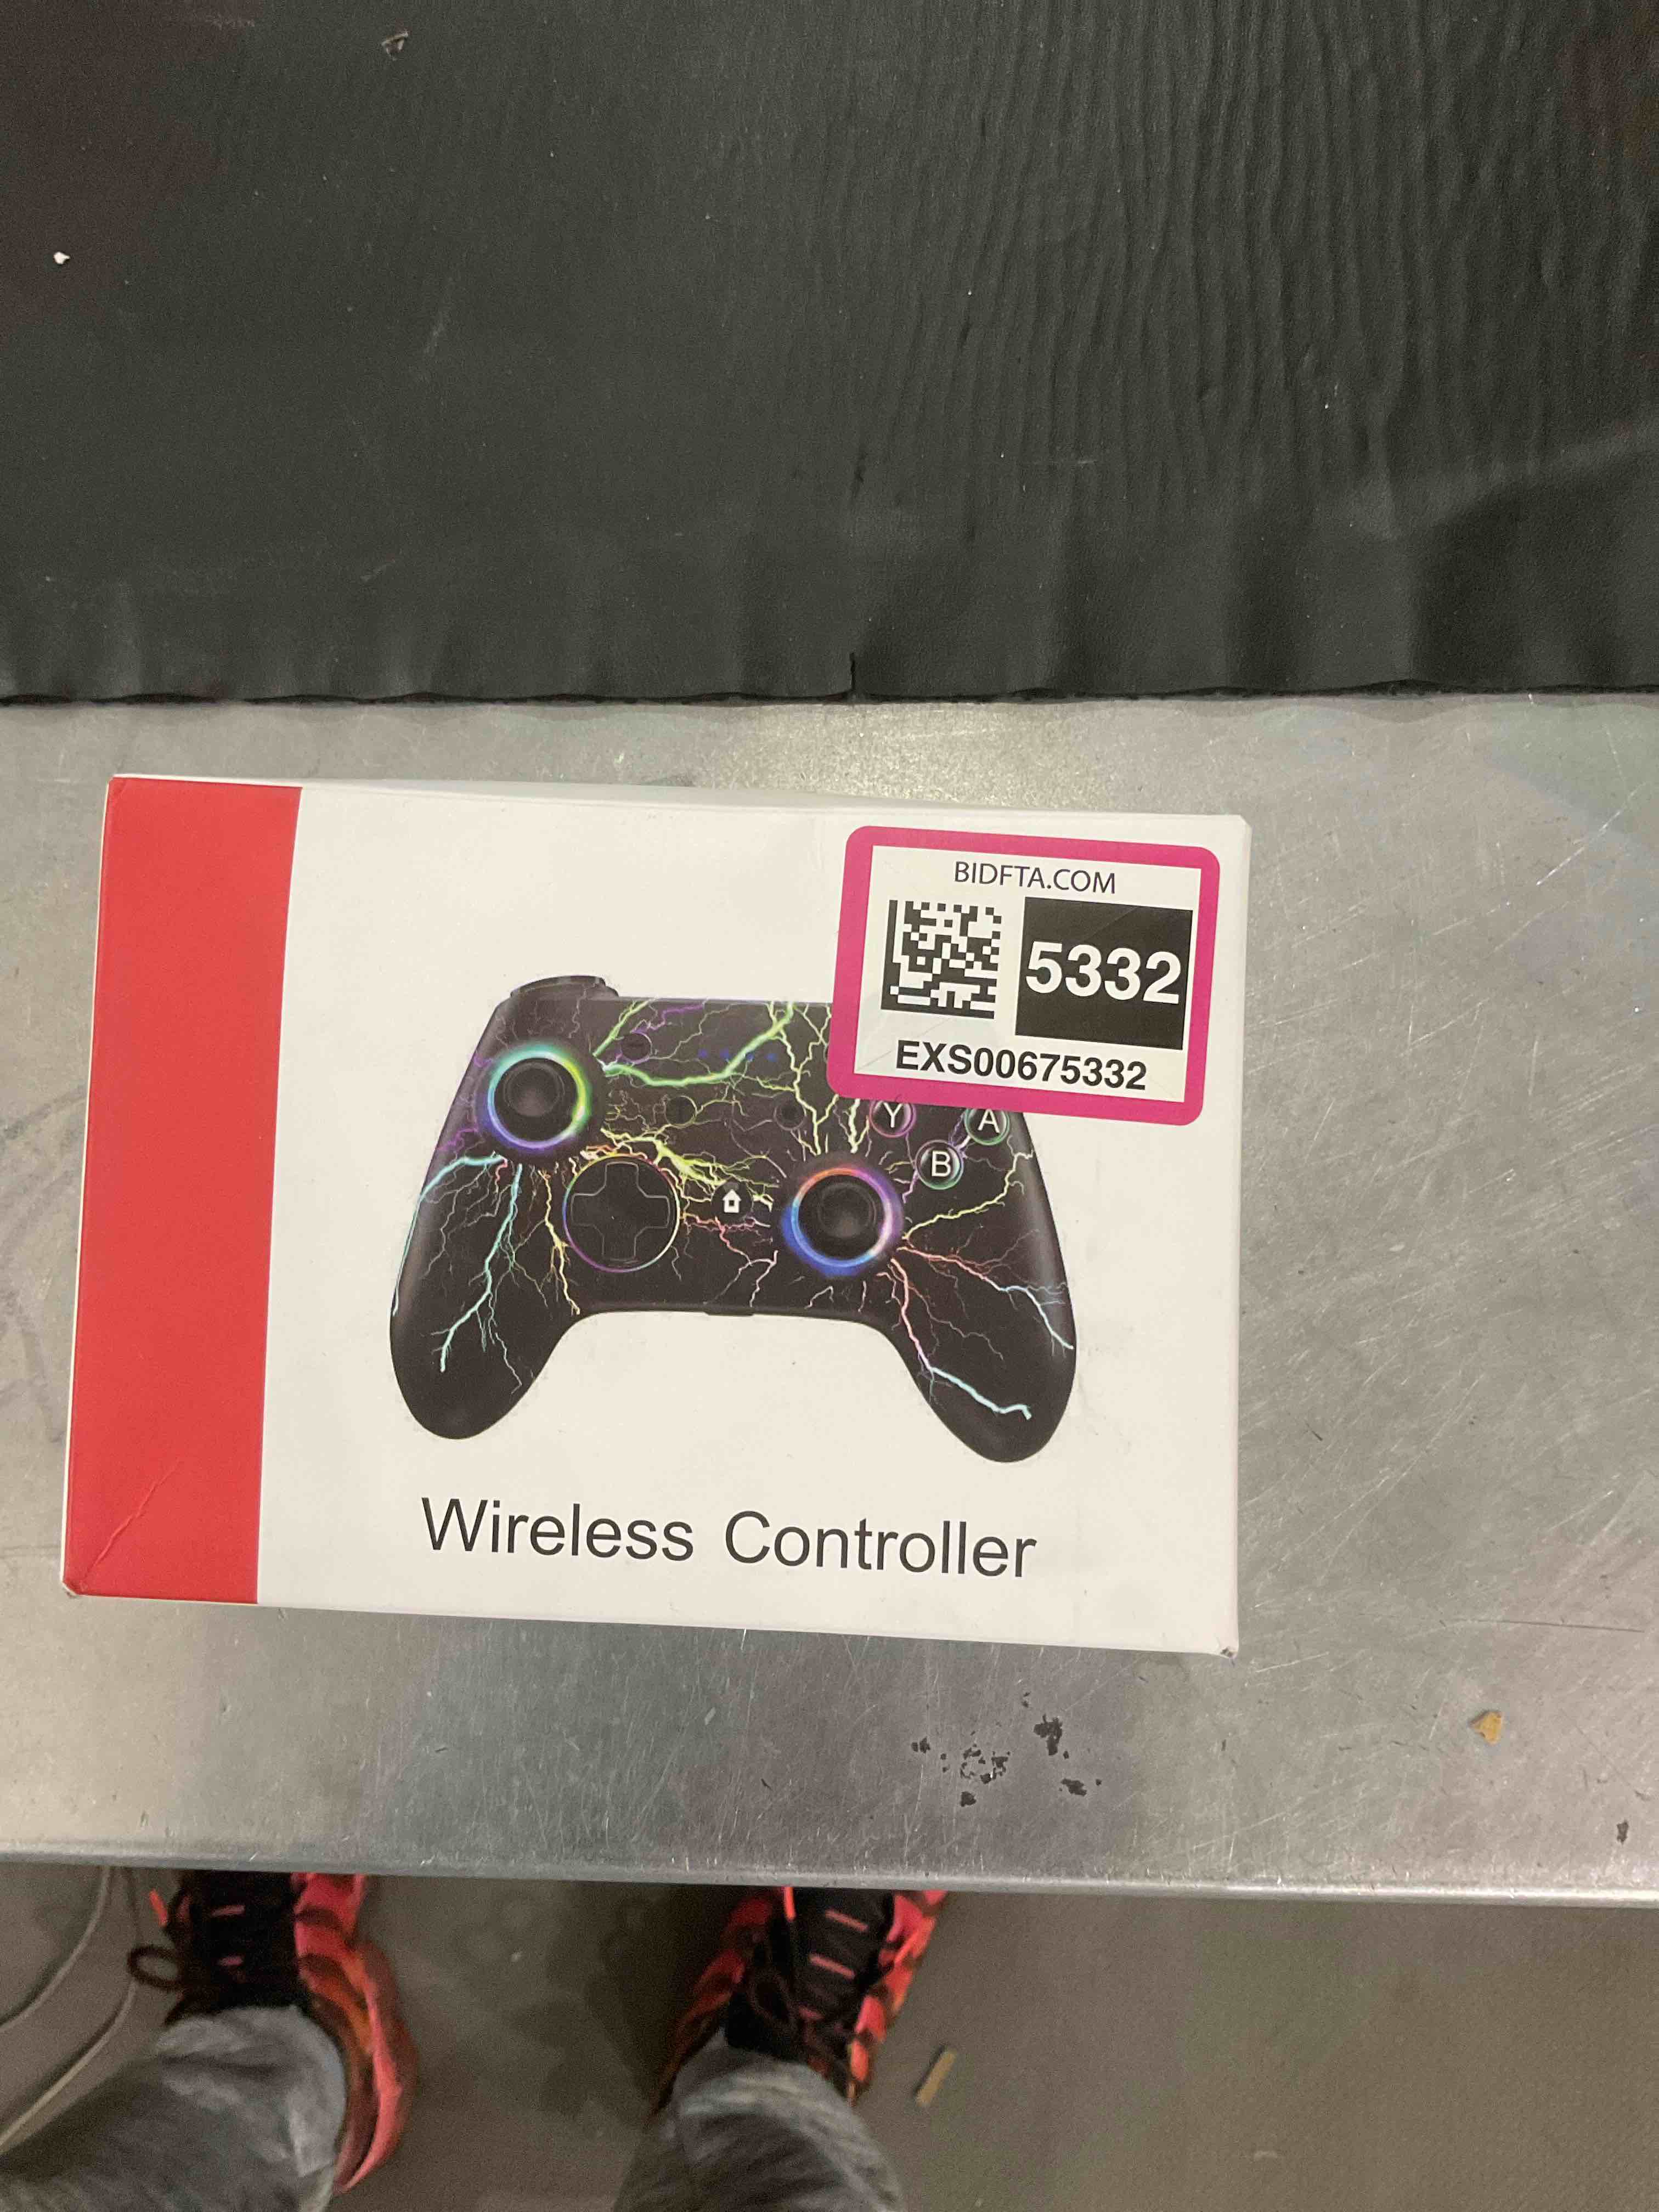 BIDFTA.COM
5332
EXS00675332
Y
A
B
Wireless Controller